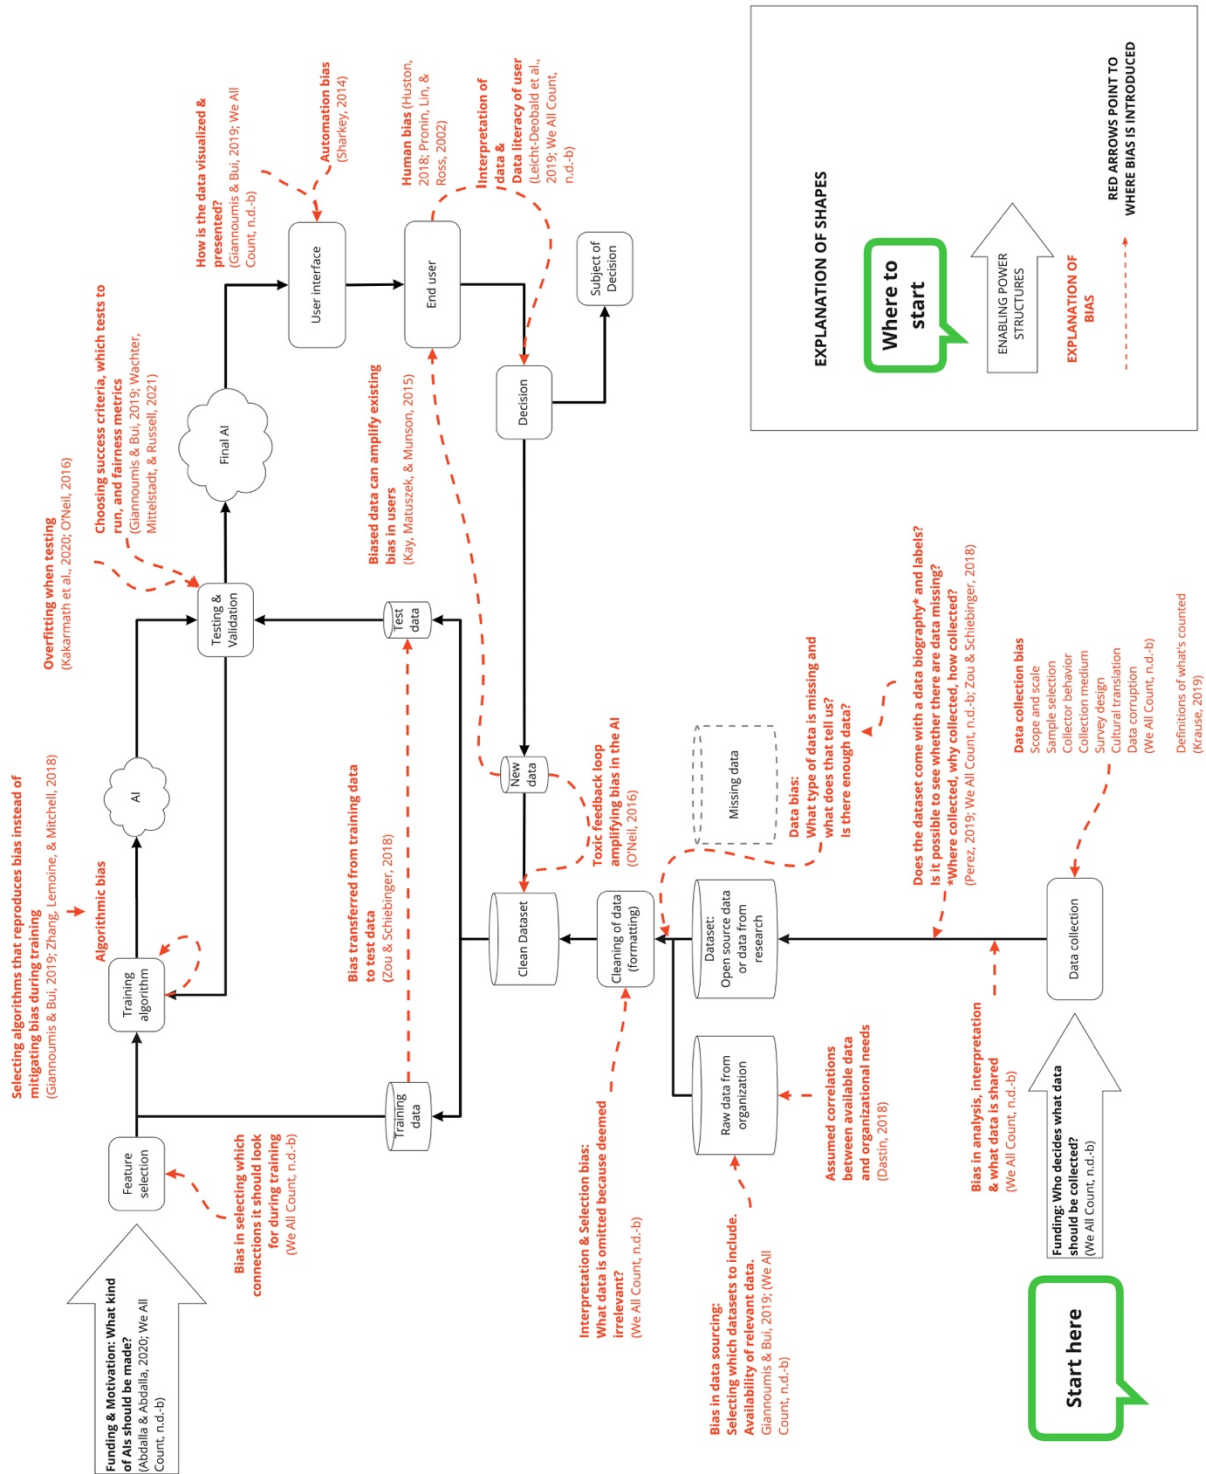 Funding & Motivation: What kind
of AIs should be made?
(Abdalla & Abdalla, 2020; We All
Count, n.d.-b)
Feature
selection
Bias in selecting which
connections it should look
for during training
(We All Count, n.d.-b)
Selecting algorithms that reproduces bias instead of
mitigating bias during training
(Giannoumis & Bui, 2019; Zhang, Lemoine, & Mitchell, 2018)
Algorithmic bias
Training
algorithm
AI
Overfitting when testing
(Kakarmath et al., 2020; O'Neil, 2016)
Choosing success criteria, which tests to
run, and fairness metrics
(Giannoumis & Bui, 2019; Wachter,
Mittelstadt, & Russell, 2021)
Testing &
Validation
Final AI
How is the data visualized &
presented?
(Giannoumis & Bui, 2019; We All
Count, n.d.-b)
Automation bias
(Sharkey, 2014)
User interface
Human bias (Huston,
2018; Pronin, Lin, &
Ross, 2002)
End user
Interpretation of
data &
Data literacy of user
(Leicht-Deobald et al.,
2019; We All Count,
n.d.-b)
Decision
Subject of
Decision
Training
data
Bias transferred from training data
to test data
(Zou & Schiebinger, 2018)
Test
data
Biased data can amplify existing
bias in users
(Kay, Matuszek, & Munson, 2015)
New
data
Toxic feedback loop
amplifying bias in the AI
(O'Neil, 2016)
Clean Dataset
Cleaning of data
(formatting)
Interpretation & Selection bias:
What data is omitted because deemed
irrelevant?
(We All Count, n.d.-b)
Raw data from
organization
Dataset:
Open source data
or data from
research
Missing data
Data bias:
What type of data is missing and
what does that tell us?
Is there enough data?
Bias in data sourcing:
Selecting which datasets to include.
Availability of relevant data.
Giannoumis & Bui, 2019; (We All
Count, n.d.-b)
Assumed correlations
between available data
and organizational needs
(Dastin, 2018)
Does the dataset come with a data biography* and labels?
Is it possible to see whether there are data missing?
*Where collected, why collected, how collected?
(Perez, 2019; We All Count, n.d.-b; Zou & Schiebinger, 2018)
Bias in analysis, interpretation
& what data is shared
(We All Count, n.d.-b)
Start here
Funding: Who decides what data
should be collected?
(We All Count, n.d.-b)
Data collection
Data collection bias
Scope and scale
Sample selection
Collector behavior
Collection medium
Survey design
Cultural translation
Data corruption
(We All Count, n.d.-b)
Definitions of what's counted
(Krause, 2019)
EXPLANATION OF SHAPES
Where to
start
ENABLING POWER
STRUCTURES
EXPLANATION OF
BIAS
RED ARROWS POINT TO
WHERE BIAS IS INTRODUCED